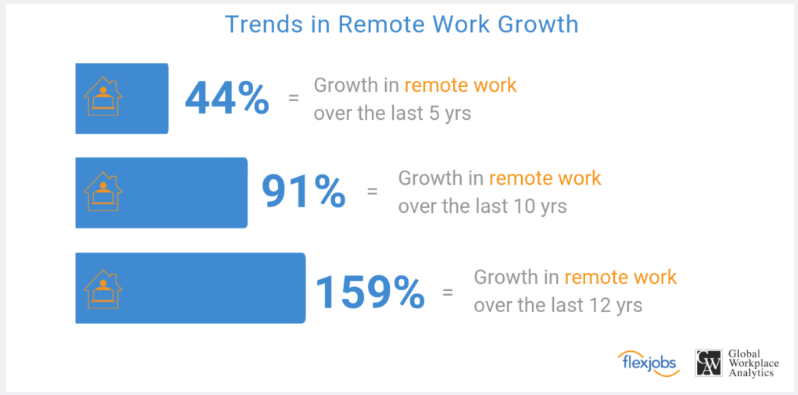 Trends in Remote Work Growth
44% = Growth in remote work
over the last 5 yrs
91% = Growth in remote work
over the last 10 yrs
159% = Growth in remote work
over the last 12 yrs
flexjobs
GWA
Global
Workplace
Analytics